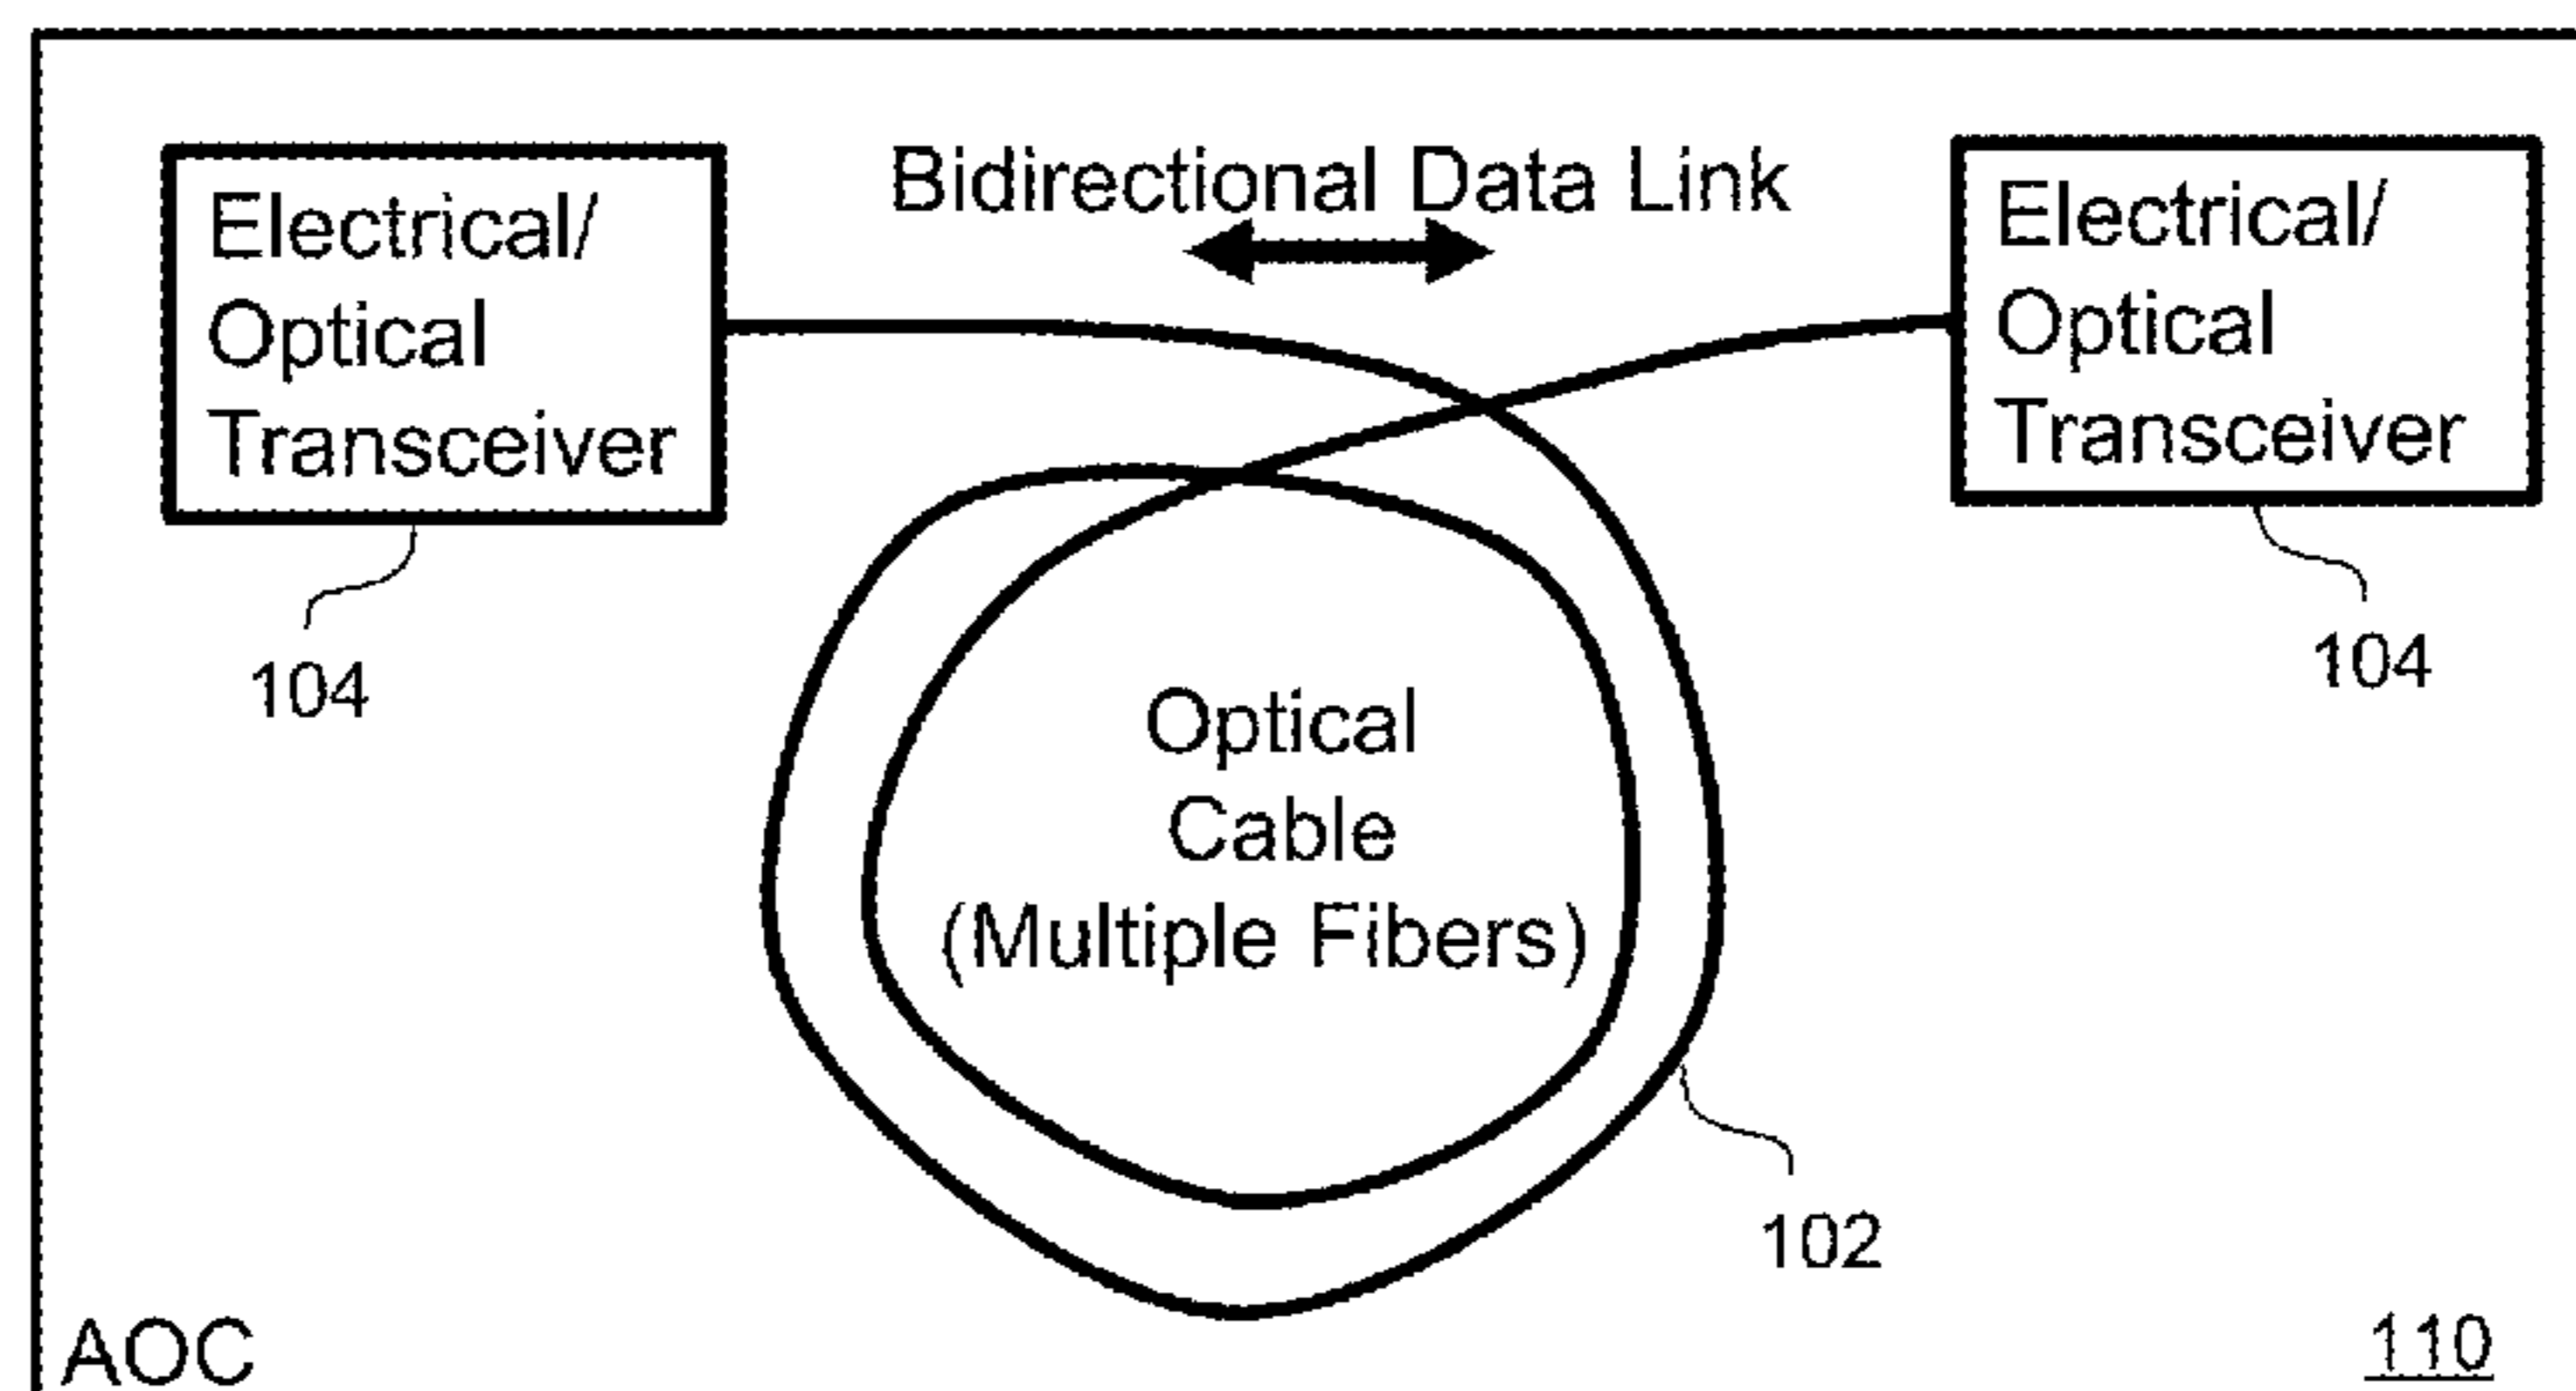 Bidirectional Data Link
Electrical/
Optical
Transceiver
104
Electrical/
Optical
Transceiver
104
Optical
Cable
(Multiple Fibers)
102
AOC
110